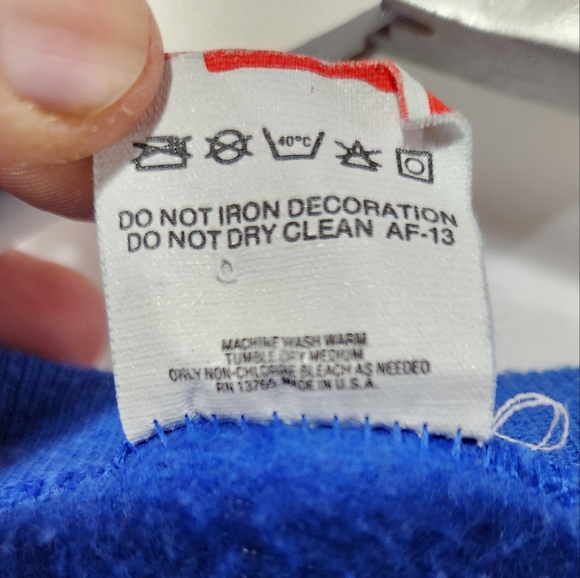 40°C
DO NOT IRON DECORATION
DO NOT DRY CLEAN AF-13
MACHINE WASH WARM
TUMBLE DRY MEDIUM
ONLY NON-CHLORINE BLEACH AS NEEDED
RN 13765 MADE IN U.S.A.